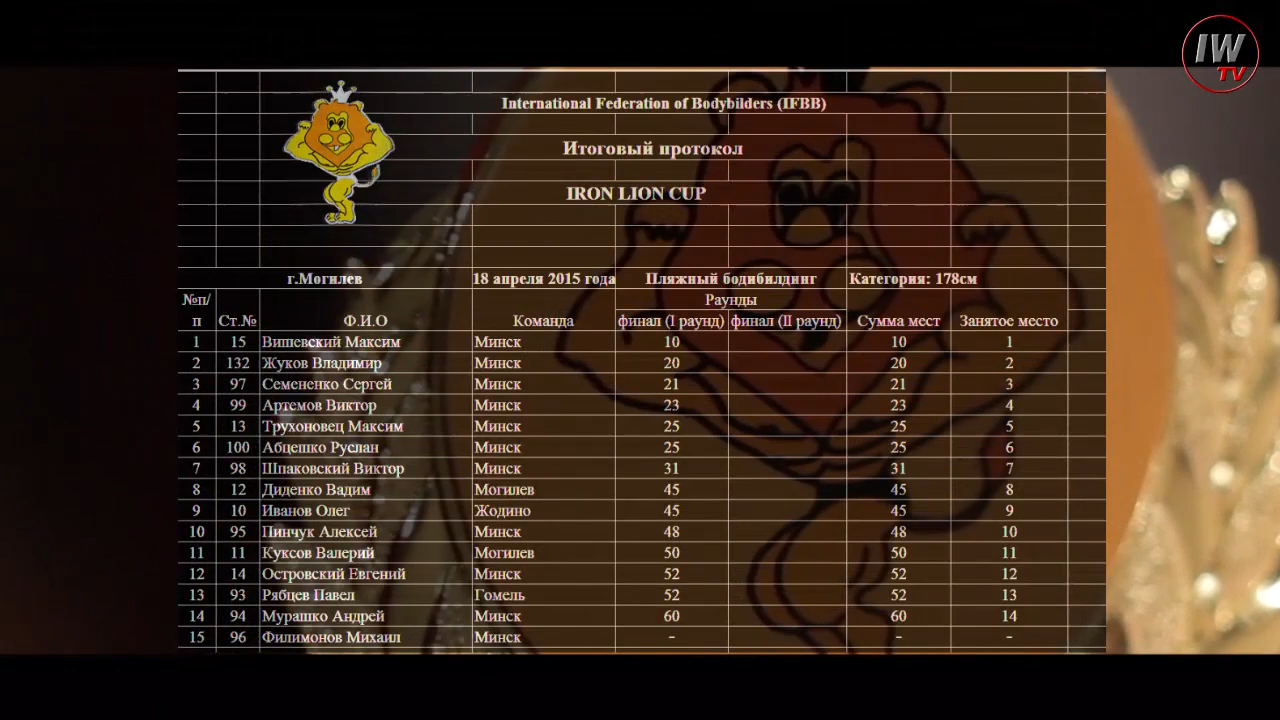 IW
TV
International Federation of Bodybilders (IFBB)
Итоговый протокол
IRON LION CUP
г.Могилев 18 апреля 2015 года Пляжный бодибилдинг Категория: 178см
№п/п Ст.№ Ф.И.О Команда Раунды Сумма мест Занятое место
финал (I раунд) финал (II раунд)
1 15 Вишевский Максим Минск 10 10 1
2 132 Жуков Владимир Минск 20 20 2
3 97 Семененко Сергей Минск 21 21 3
4 99 Артемов Виктор Минск 23 23 4
5 13 Трухоновец Максим Минск 25 25 5
6 100 Абцешко Руслан Минск 25 25 6
7 98 Шпаковский Виктор Минск 31 31 7
8 12 Диденко Вадим Могилев 45 45 8
9 10 Иванов Олег Жодино 45 45 9
10 95 Пинчук Алексей Минск 48 48 10
11 11 Куксов Валерий Могилев 50 50 11
12 14 Островский Евгений Минск 52 52 12
13 93 Рябцев Павел Гомель 52 52 13
14 94 Мурашко Андрей Минск 60 60 14
15 96 Филимонов Михаил Минск - - -